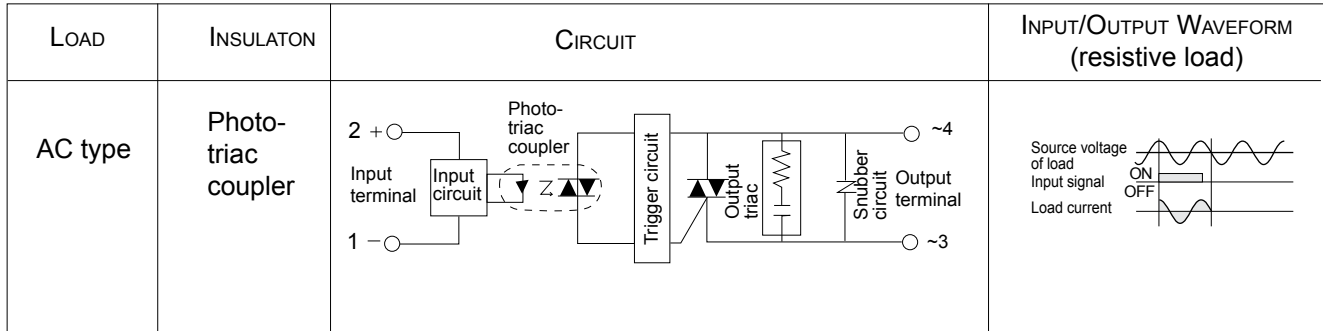 LOAD
INSULATON
CIRCUIT
INPUT/OUTPUT WAVEFORM
(resistive load)
AC type
Photo-
triac
coupler
2 +
Input
terminal
1 −
Input
circuit
Photo-
triac
coupler
Trigger circuit
Output
triac
Snubber
circuit
~4
Output
terminal
~3
Source voltage
of load
Input signal
ON
OFF
Load current